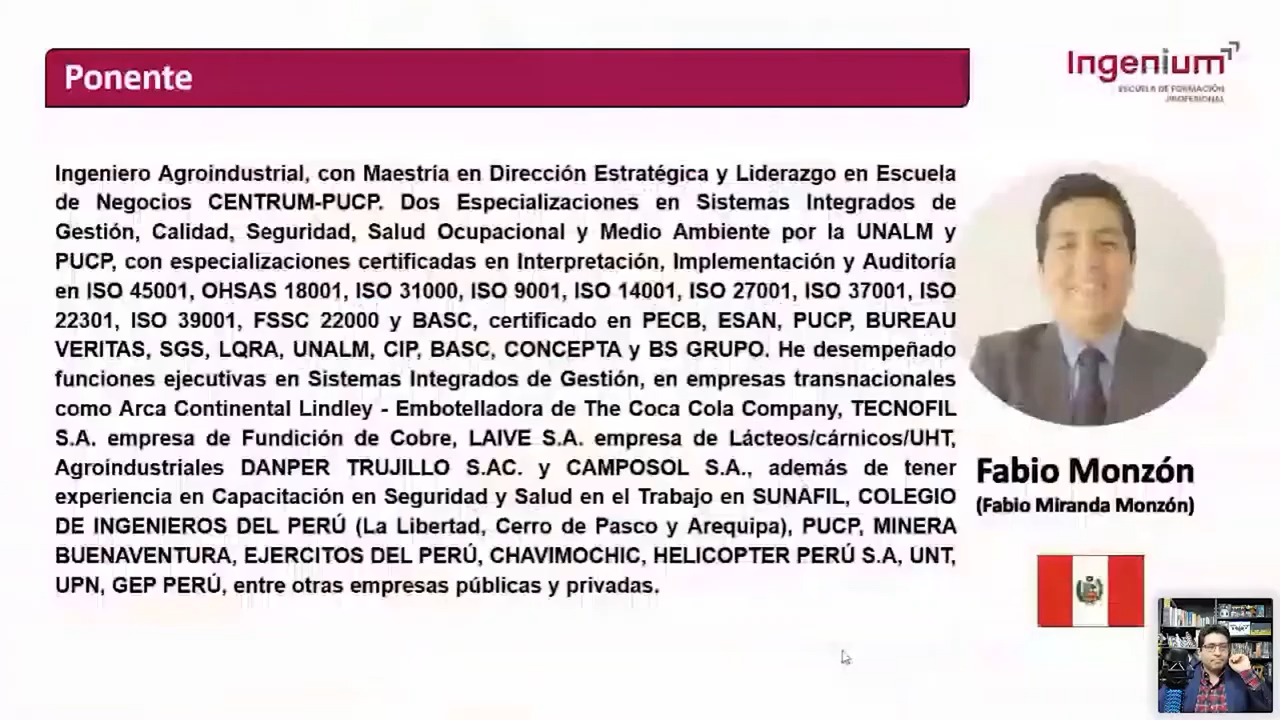 Ponente
Ingenium
ESCUELA DE FORMACIÓN
PROFESIONAL
Ingeniero Agroindustrial, con Maestría en Dirección Estratégica y Liderazgo en Escuela
de Negocios CENTRUM-PUCP. Dos Especializaciones en Sistemas Integrados de
Gestión, Calidad, Seguridad, Salud Ocupacional y Medio Ambiente por la UNALM y
PUCP, con especializaciones certificadas en Interpretación, Implementación y Auditoría
en ISO 45001, OHSAS 18001, ISO 31000, ISO 9001, ISO 14001, ISO 27001, ISO 37001, ISO
22301, ISO 39001, FSSC 22000 y BASC, certificado en PECB, ESAN, PUCP, BUREAU
VERITAS, SGS, LQRA, UNALM, CIP, BASC, CONCEPTA y BS GRUPO. He desempeñado
funciones ejecutivas en Sistemas Integrados de Gestión, en empresas transnacionales
como Arca Continental Lindley - Embotelladora de The Coca Cola Company, TECNOFIL
S.A. empresa de Fundición de Cobre, LAIVE S.A. empresa de Lácteos/cárnicos/UHT,
Agroindustriales DANPER TRUJILLO S.AC. y CAMPOSOL S.A., además de tener
experiencia en Capacitación en Seguridad y Salud en el Trabajo en SUNAFIL, COLEGIO
DE INGENIEROS DEL PERÚ (La Libertad, Cerro de Pasco y Arequipa), PUCP, MINERA
BUENAVENTURA, EJERCITOS DEL PERÚ, CHAVIMOCHIC, HELICOPTER PERÚ S.A, UNT,
UPN, GEP PERÚ, entre otras empresas públicas y privadas.
Fabio Monzón
(Fabio Miranda Monzón)